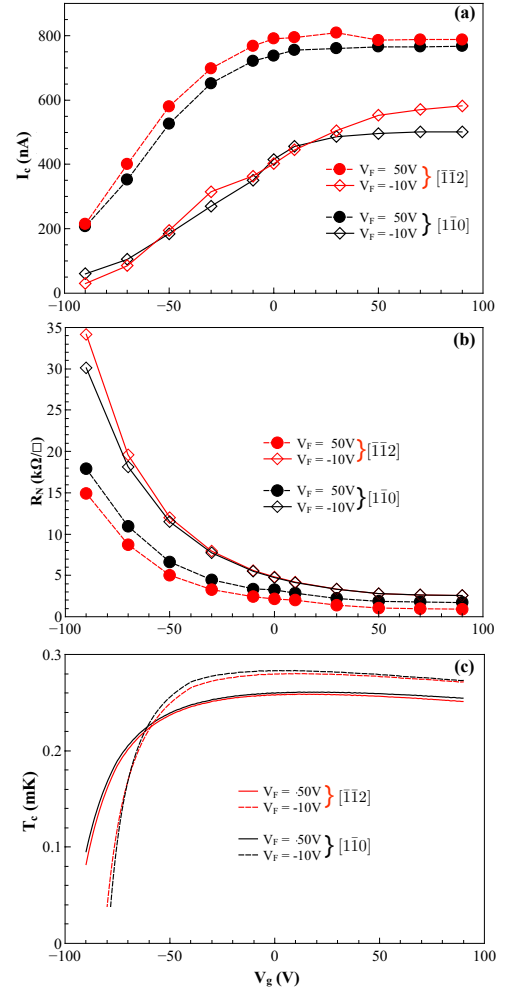 (a)
1000
800
600
400
200
0
I_c (nA)
V_F = 50V
V_F = -10V
} [1̄1̄2]
V_F = 50V
V_F = -10V
} [11̄0]
−100 −50 0 50 100
(b)
35
30
25
20
15
10
5
0
R_N (kΩ/□)
V_F = 50V
V_F = -10V
} [1̄1̄2]
V_F = 50V
V_F = -10V
} [11̄0]
−100 −50 0 50 100
(c)
0.3
0.2
0.1
0
T_c (mK)
V_F = 50V
V_F = -10V
} [1̄1̄2]
V_F = 50V
V_F = -10V
} [11̄0]
−100 −50 0 50 100
V_g (V)